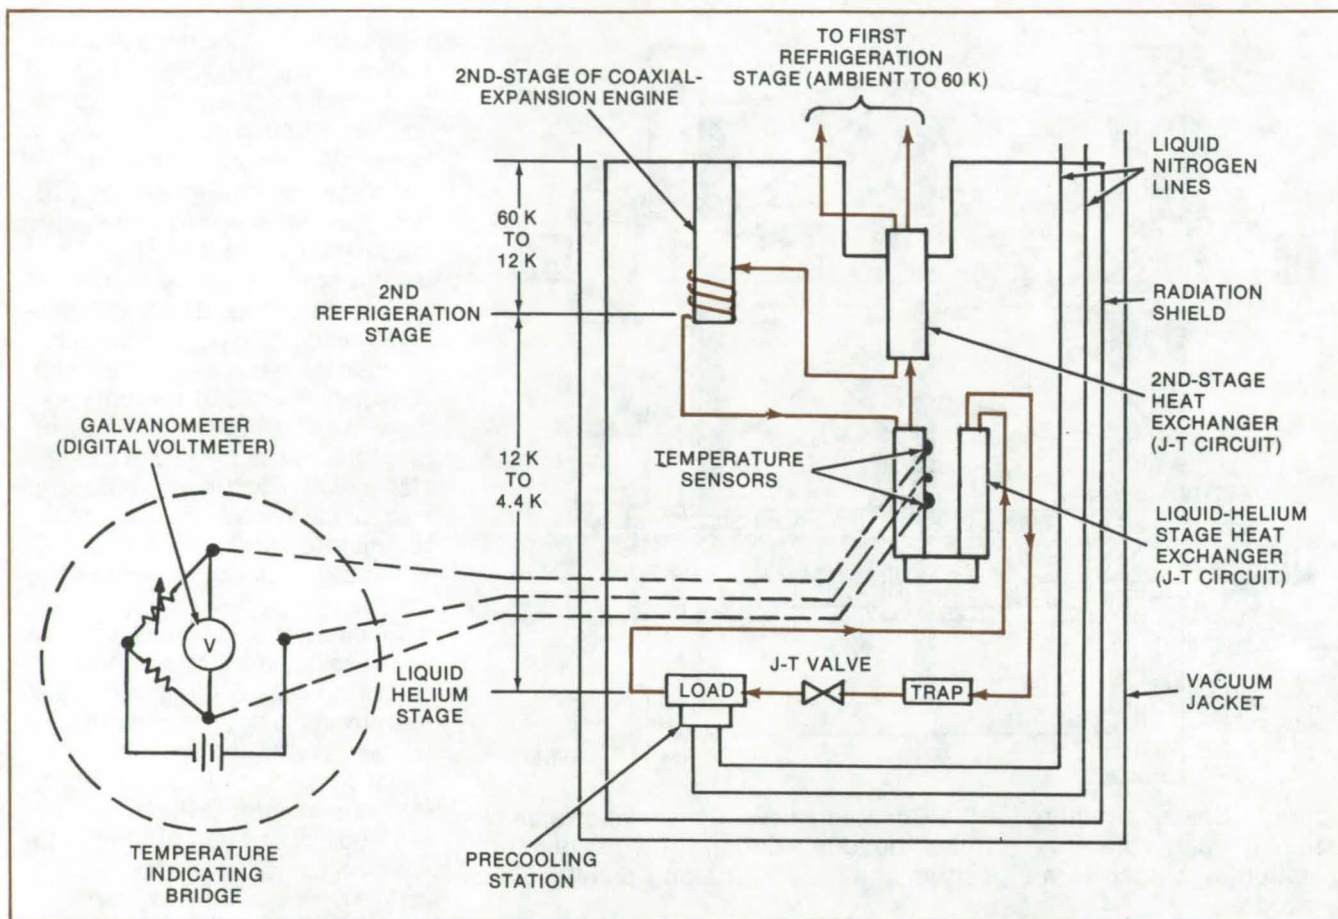 TO FIRST
REFRIGERATION
STAGE (AMBIENT TO 60 K)
2ND-STAGE OF COAXIAL-
EXPANSION ENGINE
LIQUID
NITROGEN
LINES
60 K
TO
12 K
2ND
REFRIGERATION
STAGE
RADIATION
SHIELD
2ND-STAGE
HEAT
EXCHANGER
(J-T CIRCUIT)
GALVANOMETER
(DIGITAL VOLTMETER)
12 K
TO
4.4 K
TEMPERATURE
SENSORS
LIQUID-HELIUM
STAGE HEAT
EXCHANGER
(J-T CIRCUIT)
V
LIQUID
HELIUM
STAGE
J-T VALVE
LOAD
TRAP
VACUUM
JACKET
TEMPERATURE
INDICATING
BRIDGE
PRECOOLING
STATION